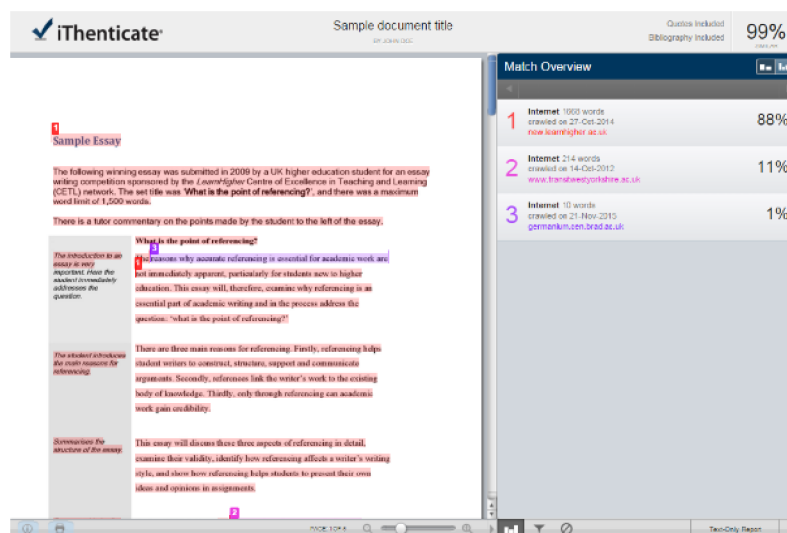 iThenticate®
Sample document title
BY JOHN DOE
Quotes Included
Bibliography Included
99%
SIMILAR
Match Overview
1 Internet 1668 words
crawled on 27-Oct-2014
new.learnhigher.ac.uk
88%
2 Internet 214 words
crawled on 14-Oct-2012
www.transitwestyorkshire.ac.uk
11%
3 Internet 10 words
crawled on 21-Nov-2015
germanium.cen.brad.ac.uk
1%
1
Sample Essay
The following winning essay was submitted in 2009 by a UK higher education student for an essay
writing competition sponsored by the LearnHigher Centre of Excellence in Teaching and Learning
(CETL) network. The set title was 'What is the point of referencing?', and there was a maximum
word limit of 1,500 words.
There is a tutor commentary on the points made by the student to the left of the essay.
The introduction to an
essay is very
important. Here the
student immediately
addresses the
question.
What is the point of referencing?
3
1
The reasons why accurate referencing is essential for academic work are
not immediately apparent, particularly for students new to higher
education. This essay will, therefore, examine why referencing is an
essential part of academic writing and in the process address the
question: 'what is the point of referencing?'
The student introduces
the main reasons for
referencing.
There are three main reasons for referencing. Firstly, referencing helps
student writers to construct, structure, support and communicate
arguments. Secondly, references link the writer's work to the existing
body of knowledge. Thirdly, only through referencing can academic
work gain credibility.
Summarises the
structure of the essay.
This essay will discuss these three aspects of referencing in detail,
examine their validity, identify how referencing affects a writer's writing
style, and show how referencing helps students to present their own
ideas and opinions in assignments.
2
Text-Only Report